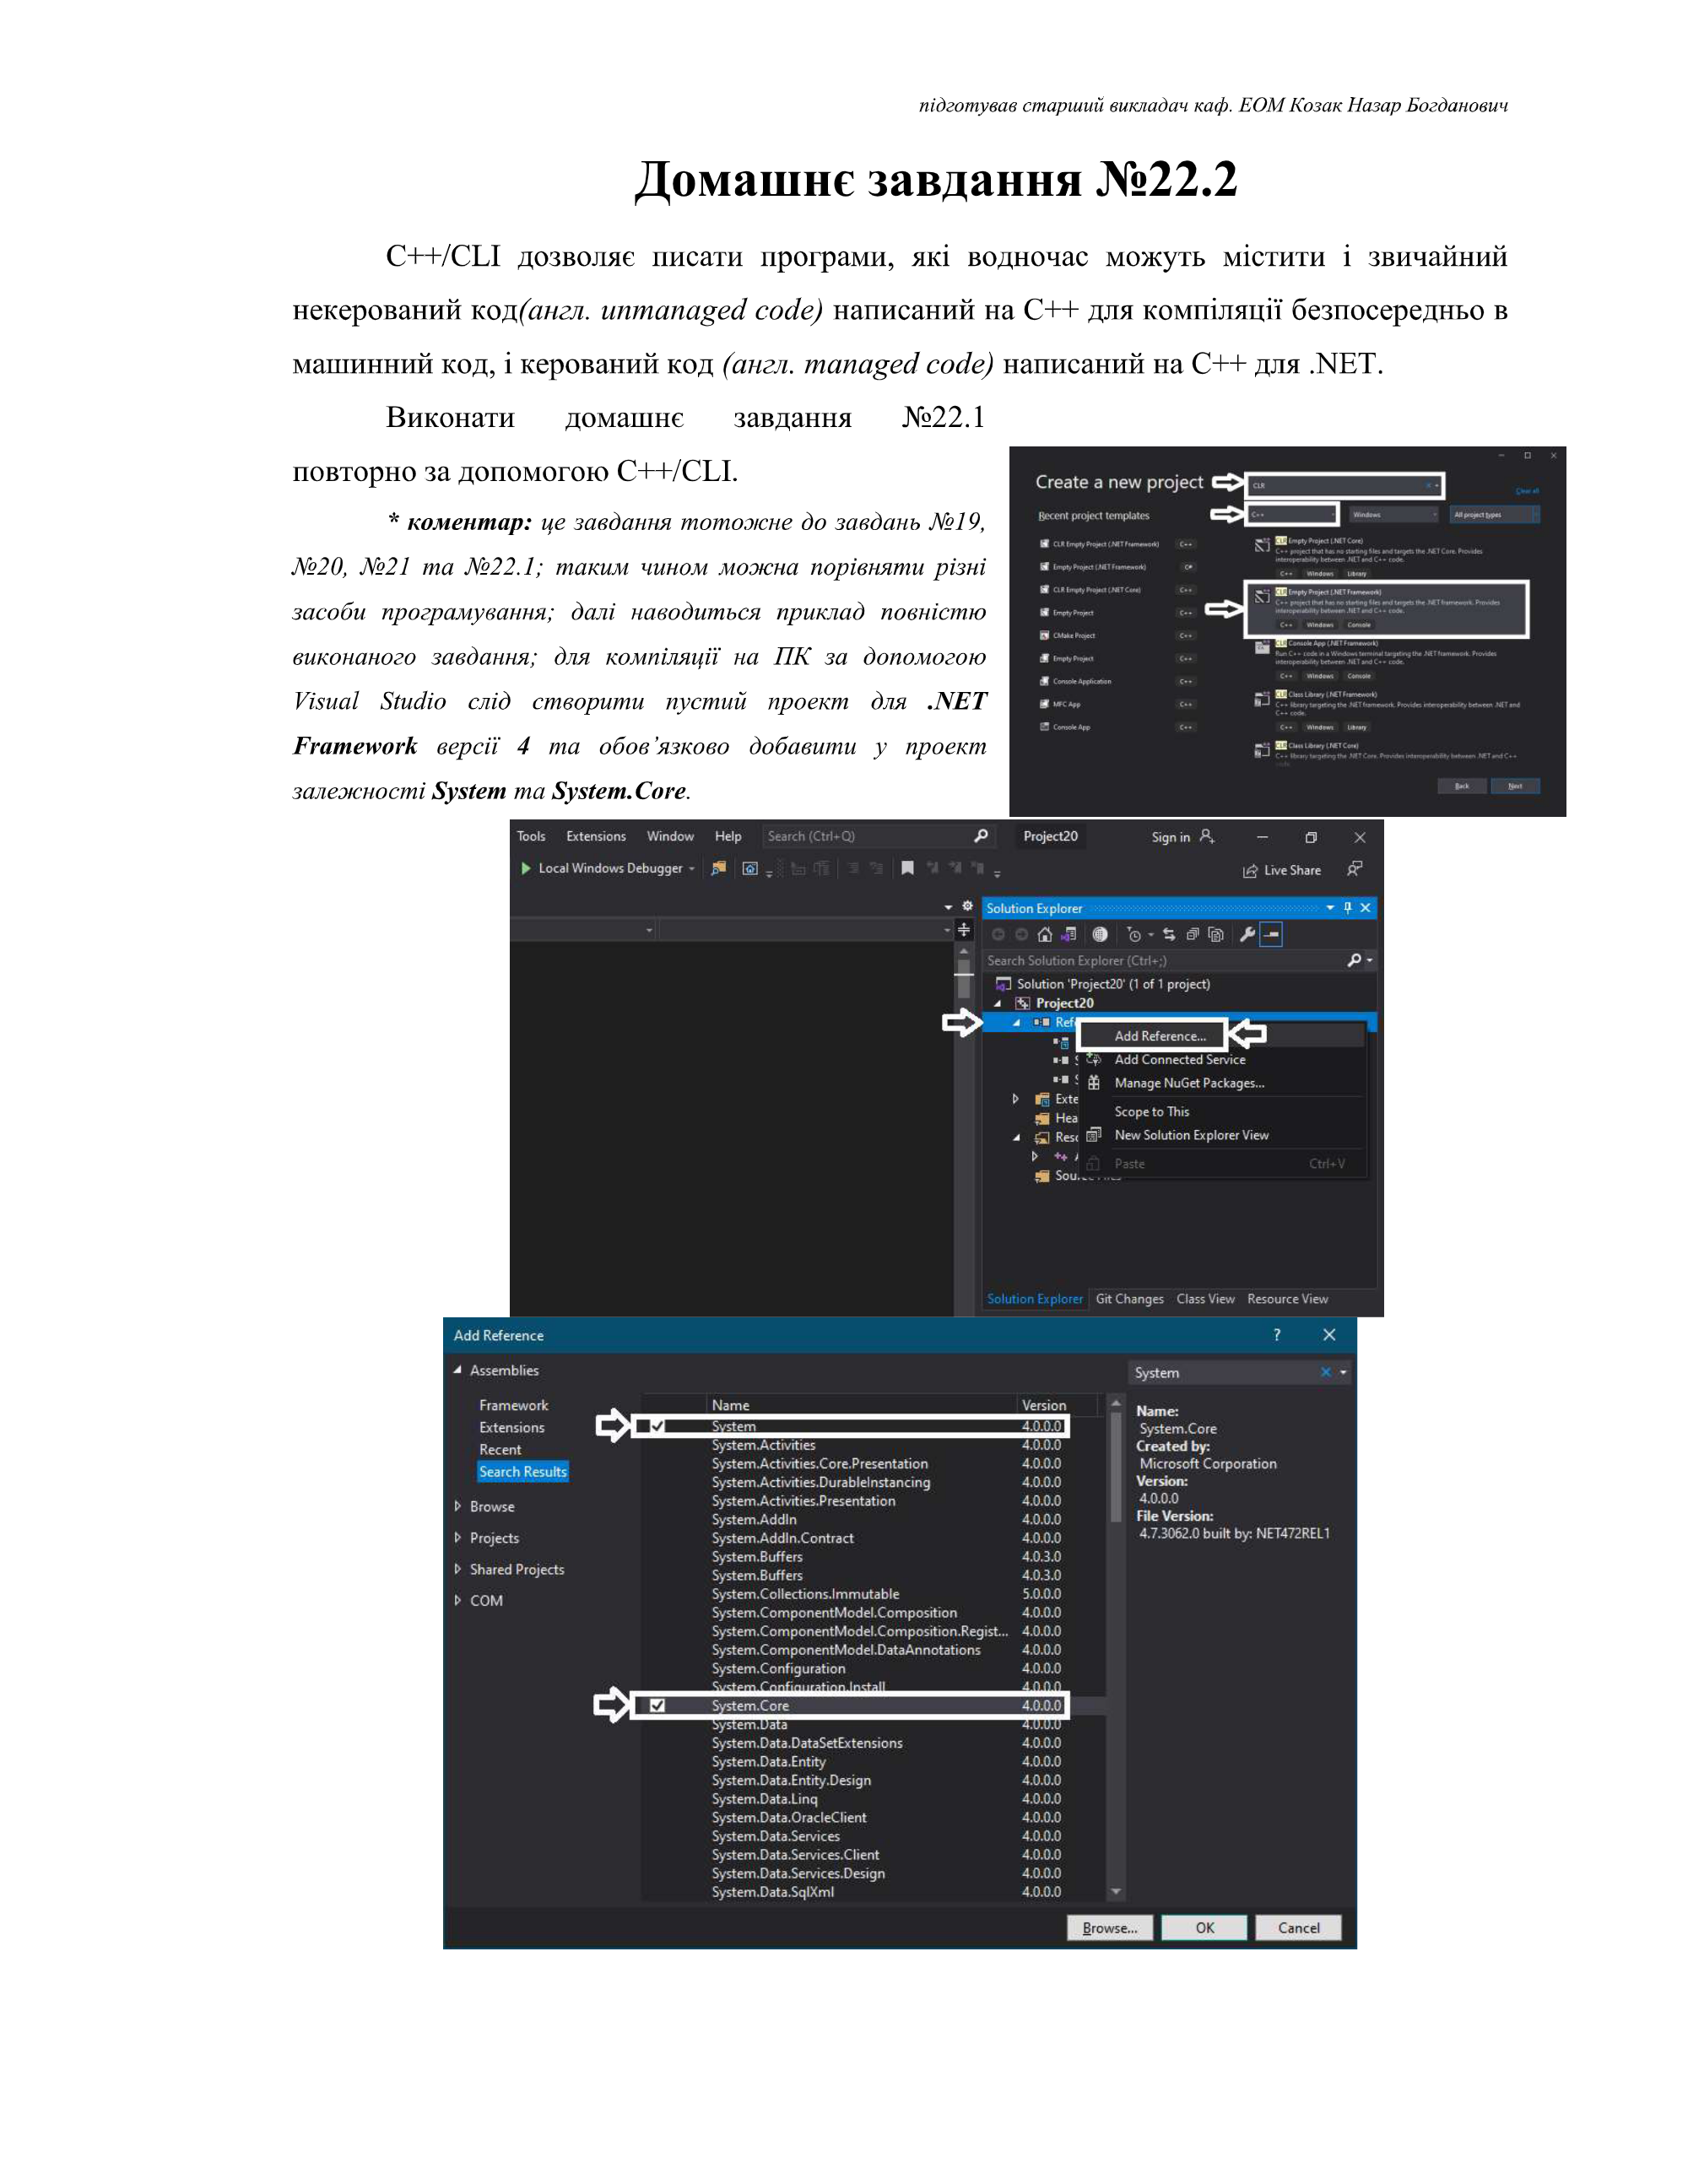 підготував старший викладач каф. ЕОМ Козак Назар Богданович
Домашнє завдання №22.2
C++/CLI дозволяє писати програми, які водночас можуть містити і звичайний
некерований код(англ. unmanaged code) написаний на C++ для компіляції безпосередньо в
машинний код, і керований код (англ. managed code) написаний на C++ для .NET.
Виконати домашнє завдання №22.1
повторно за допомогою C++/CLI.
* коментар: це завдання тотожне до завдань №19,
№20, №21 та №22.1; таким чином можна порівняти різні
засоби програмування; далі наводиться приклад повністю
виконаного завдання; для компіляції на ПК за допомогою
Visual Studio слід створити пустий проект для .NET
Framework версії 4 та обов’язково добавити у проект
залежності System та System.Core.
Create a new project
CLR
Clear all
Recent project templates
C++
Windows
All project types
CLR Empty Project (.NET Framework) C++
Empty Project (.NET Framework) C#
CLR Empty Project (.NET Core) C++
Empty Project C++
CMake Project C++
Empty Project C++
Console Application C++
MFC App C++
Console App C++
CLR Empty Project (.NET Core)
C++ project that has no starting files and targets the .NET Core. Provides
interoperability between .NET and C++ code.
C++ Windows Library
CLR Empty Project (.NET Framework)
C++ project that has no starting files and targets the .NET framework. Provides
interoperability between .NET and C++ code.
C++ Windows Console
CLR Console App (.NET Framework)
Run C++ code in a Windows terminal targeting the .NET framework. Provides
interoperability between .NET and C++ code.
C++ Windows Console
CLR Class Library (.NET Framework)
C++ library targeting the .NET framework. Provides interoperability between .NET and
C++ code.
C++ Windows Library
CLR Class Library (.NET Core)
C++ library targeting the .NET Core. Provides interoperability between .NET and C++
code.
Back Next
Tools Extensions Window Help Search (Ctrl+Q) Project20 Sign in
Local Windows Debugger Live Share
Solution Explorer
Search Solution Explorer (Ctrl+;)
Solution 'Project20' (1 of 1 project)
Project20
Ref
Add Reference...
Add Connected Service
Manage NuGet Packages...
Exte
Scope to This
Hea
New Solution Explorer View
Reso
Paste Ctrl+V
Sou
Solution Explorer Git Changes Class View Resource View
Add Reference ?
Assemblies
System
Framework
Extensions
Recent
Search Results
Browse
Projects
Shared Projects
COM
Name Version
System 4.0.0.0
System.Activities 4.0.0.0
System.Activities.Core.Presentation 4.0.0.0
System.Activities.DurableInstancing 4.0.0.0
System.Activities.Presentation 4.0.0.0
System.AddIn 4.0.0.0
System.AddIn.Contract 4.0.0.0
System.Buffers 4.0.3.0
System.Buffers 4.0.3.0
System.Collections.Immutable 5.0.0.0
System.ComponentModel.Composition 4.0.0.0
System.ComponentModel.Composition.Regist... 4.0.0.0
System.ComponentModel.DataAnnotations 4.0.0.0
System.Configuration 4.0.0.0
System.Configuration.Install 4.0.0.0
System.Core 4.0.0.0
System.Data 4.0.0.0
System.Data.DataSetExtensions 4.0.0.0
System.Data.Entity 4.0.0.0
System.Data.Entity.Design 4.0.0.0
System.Data.Linq 4.0.0.0
System.Data.OracleClient 4.0.0.0
System.Data.Services 4.0.0.0
System.Data.Services.Client 4.0.0.0
System.Data.Services.Design 4.0.0.0
System.Data.SqlXml 4.0.0.0
Name:
System.Core
Created by:
Microsoft Corporation
Version:
4.0.0.0
File Version:
4.7.3062.0 built by: NET472REL1
Browse... OK Cancel